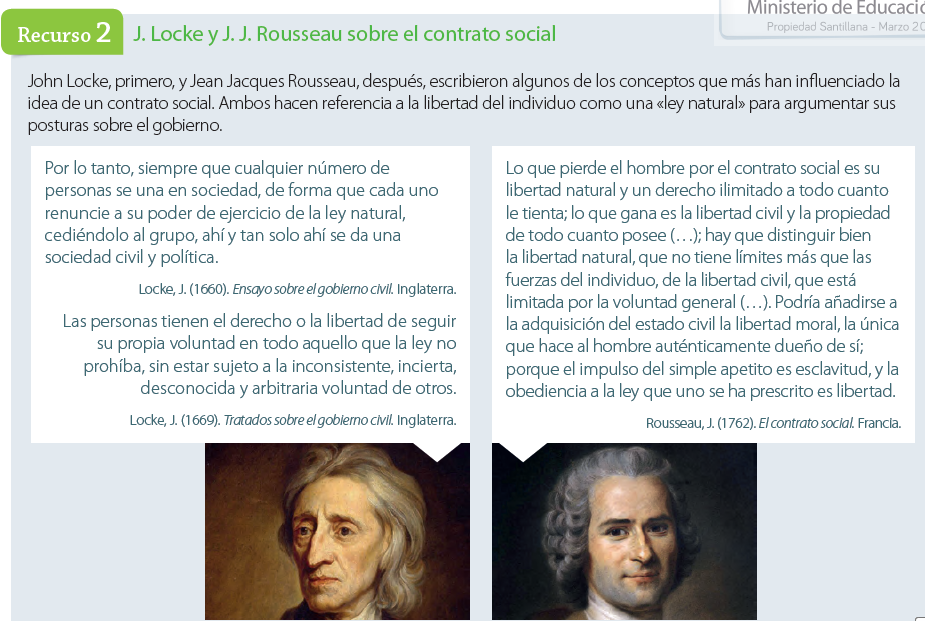 Ministerio de Educació
Propiedad Santillana – Marzo 20
Recurso 2
J. Locke y J. J. Rousseau sobre el contrato social
John Locke, primero, y Jean Jacques Rousseau, después, escribieron algunos de los conceptos que más han influenciado la
idea de un contrato social. Ambos hacen referencia a la libertad del individuo como una «ley natural» para argumentar sus
posturas sobre el gobierno.
Por lo tanto, siempre que cualquier número de
personas se una en sociedad, de forma que cada uno
renuncie a su poder de ejercicio de la ley natural,
cediéndolo al grupo, ahí y tan solo ahí se da una
sociedad civil y política.
Locke, J. (1660). Ensayo sobre el gobierno civil. Inglaterra.
Las personas tienen el derecho o la libertad de seguir
su propia voluntad en todo aquello que la ley no
prohíba, sin estar sujeto a la inconsistente, incierta,
desconocida y arbitraria voluntad de otros.
Locke, J. (1669). Tratados sobre el gobierno civil. Inglaterra.
Lo que pierde el hombre por el contrato social es su
libertad natural y un derecho ilimitado a todo cuanto
le tienta; lo que gana es la libertad civil y la propiedad
de todo cuanto posee (…); hay que distinguir bien
la libertad natural, que no tiene límites más que las
fuerzas del individuo, de la libertad civil, que está
limitada por la voluntad general (…). Podría añadirse a
la adquisición del estado civil la libertad moral, la única
que hace al hombre auténticamente dueño de sí;
porque el impulso del simple apetito es esclavitud, y la
obediencia a la ley que uno se ha prescrito es libertad.
Rousseau, J. (1762). El contrato social. Francia.